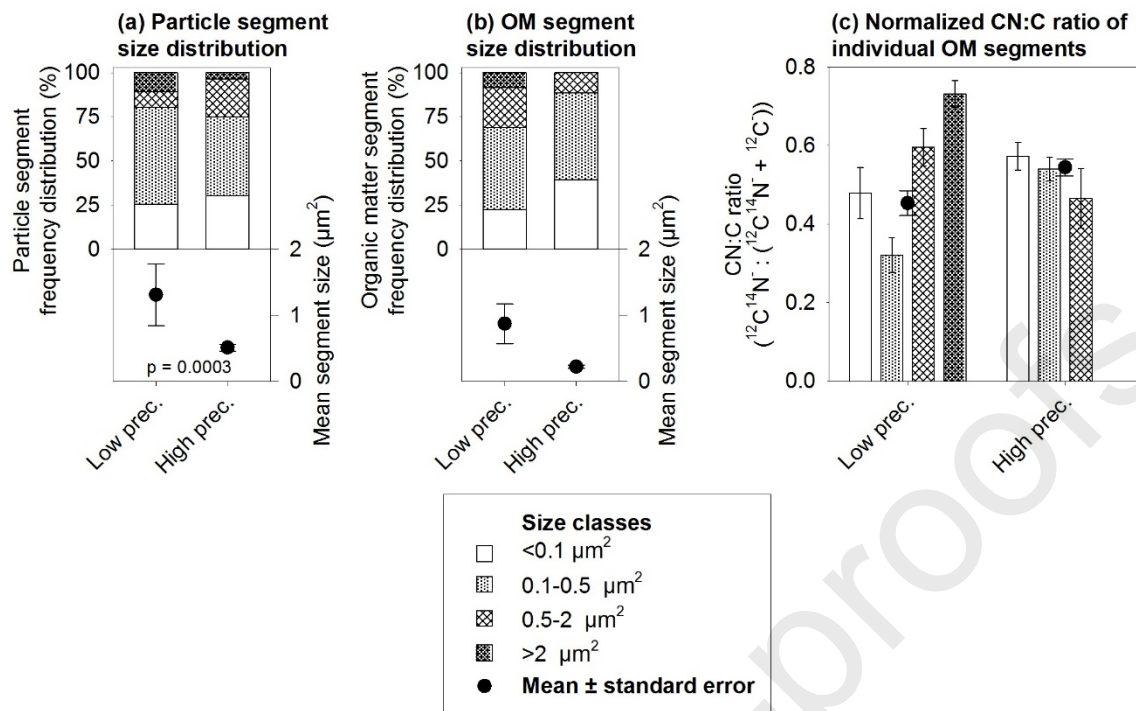 (a) Particle segment
size distribution
(b) OM segment
size distribution
(c) Normalized CN:C ratio of
individual OM segments
Particle segment
frequency distribution (%)
100
75
50
25
0
2
1
0
Mean segment size (µm²)
p = 0.0003
Low prec.
High prec.
Organic matter segment
frequency distribution (%)
100
75
50
25
0
2
1
0
Mean segment size (µm²)
Low prec.
High prec.
CN:C ratio
(¹²C¹⁴N⁻ : (¹²C¹⁴N⁻ + ¹²C⁻))
0.8
0.6
0.4
0.2
0.0
Low prec.
High prec.
Size classes
<0.1 µm²
0.1-0.5 µm²
0.5-2 µm²
>2 µm²
Mean ± standard error
proofs